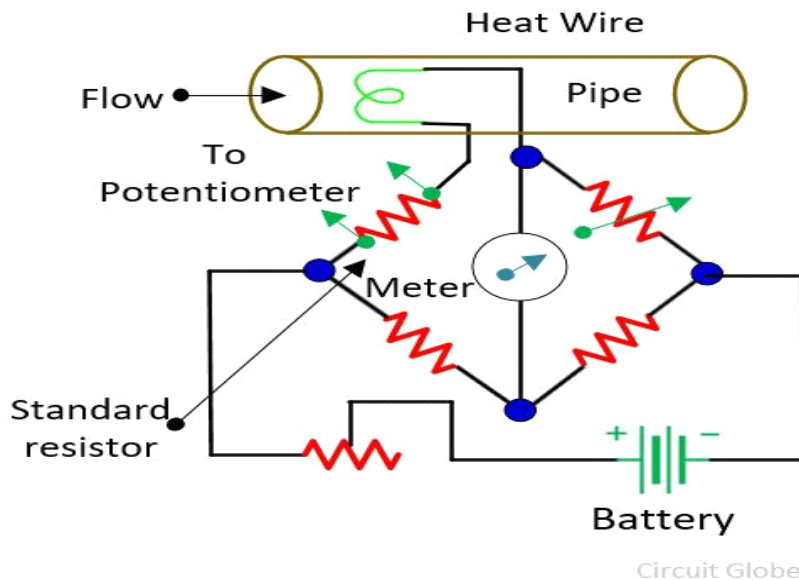 Heat Wire
Flow
Pipe
To
Potentiometer
Meter
Standard
resistor
+ −
Battery
Circuit Globe